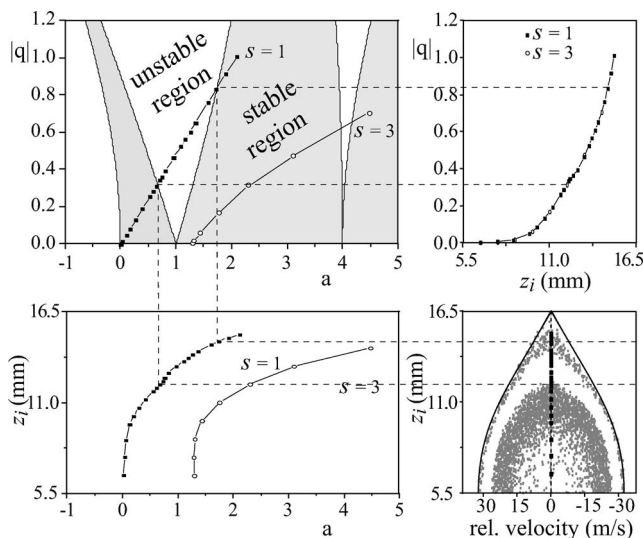 |q|
1.2
1.0
0.8
0.6
0.4
0.2
0.0
unstable
region
stable
region
s = 1
s = 3
-1 0 1 2 3 4 5
a
|q|
1.2
1.0
0.8
0.6
0.4
0.2
0.0
s = 1
s = 3
5.5 11.0 16.5
z_i (mm)
z_i (mm)
16.5
11.0
5.5
s = 1
s = 3
-1 0 1 2 3 4 5
a
16.5
11.0
5.5
30 15 0 -15 -30
rel. velocity (m/s)
z_i (mm)